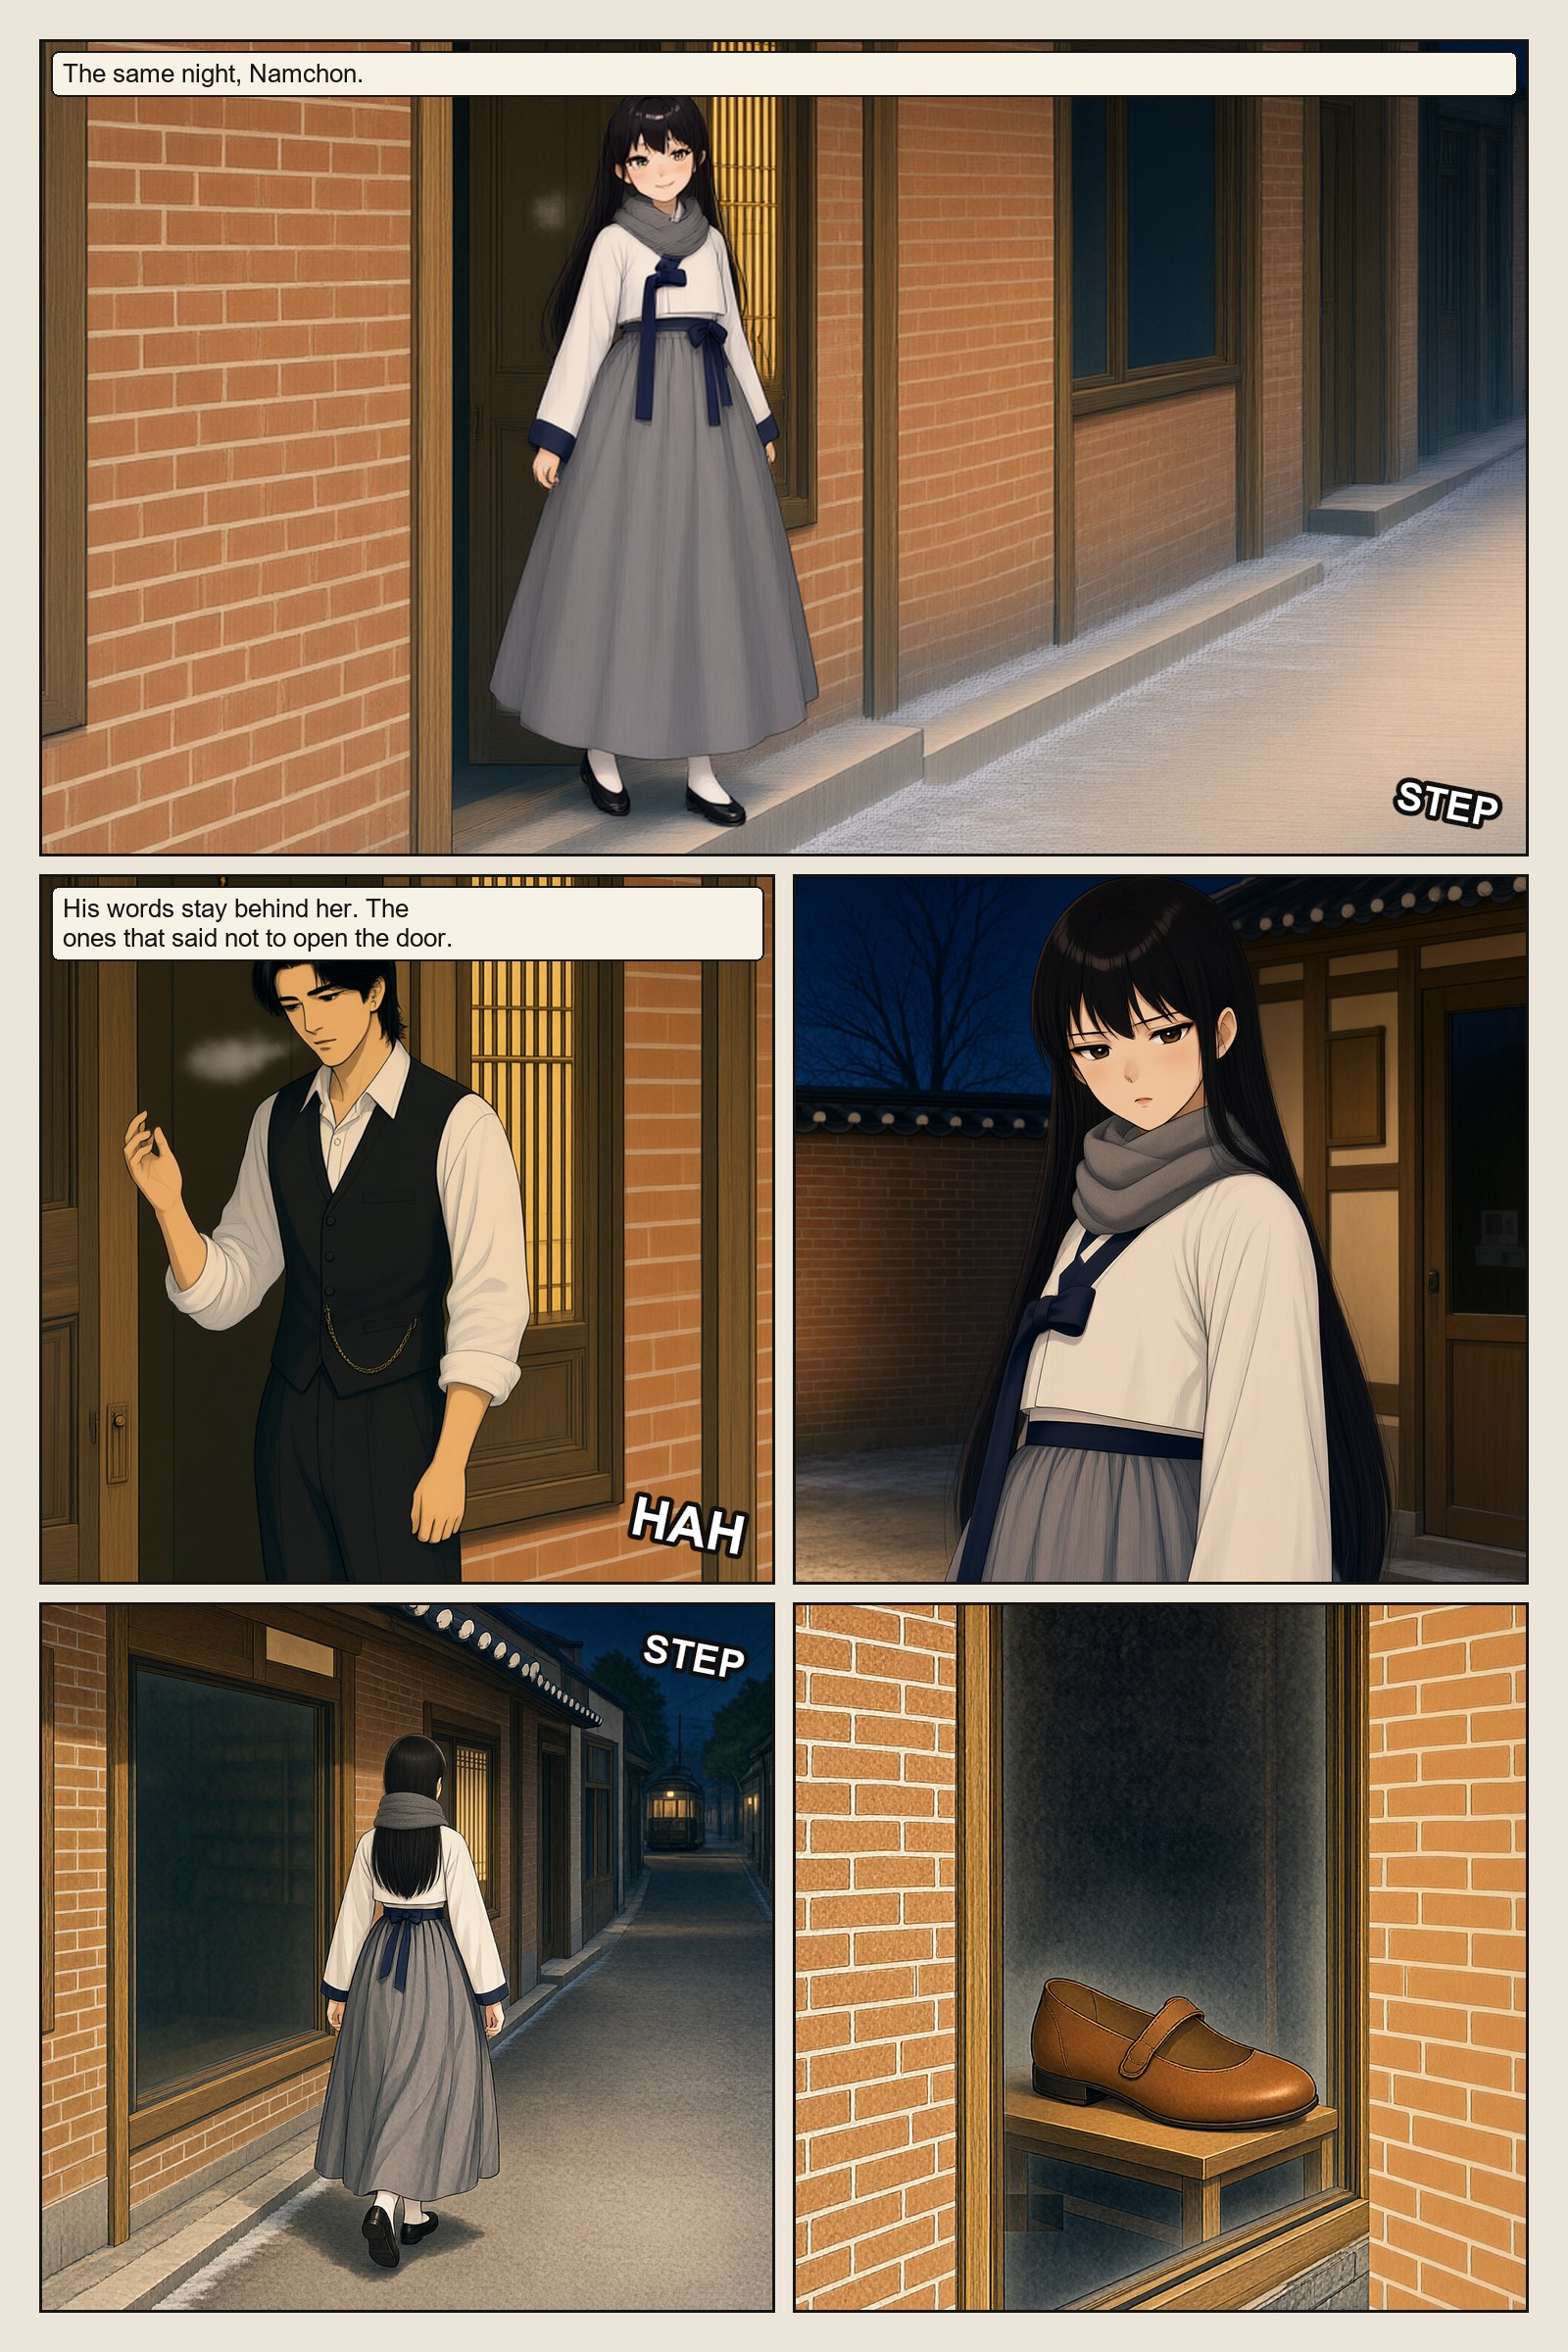 The same night, Namchon.
STEP
His words stay behind her. The
ones that said not to open the door.
HAH
STEP